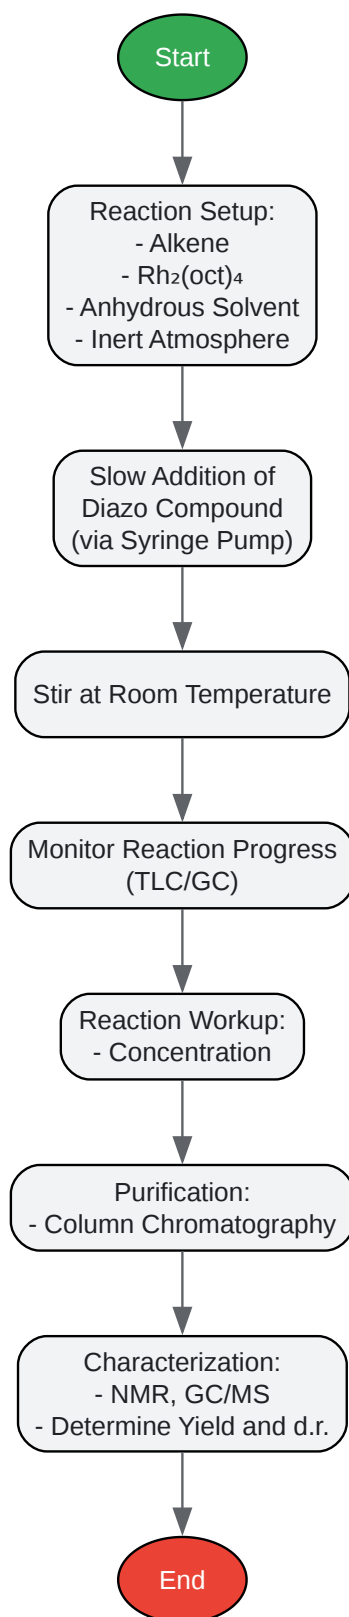 Start
Reaction Setup:
- Alkene
- Rh₂(oct)₄
- Anhydrous Solvent
- Inert Atmosphere
Slow Addition of
Diazo Compound
(via Syringe Pump)
Stir at Room Temperature
Monitor Reaction Progress
(TLC/GC)
Reaction Workup:
- Concentration
Purification:
- Column Chromatography
Characterization:
- NMR, GC/MS
- Determine Yield and d.r.
End